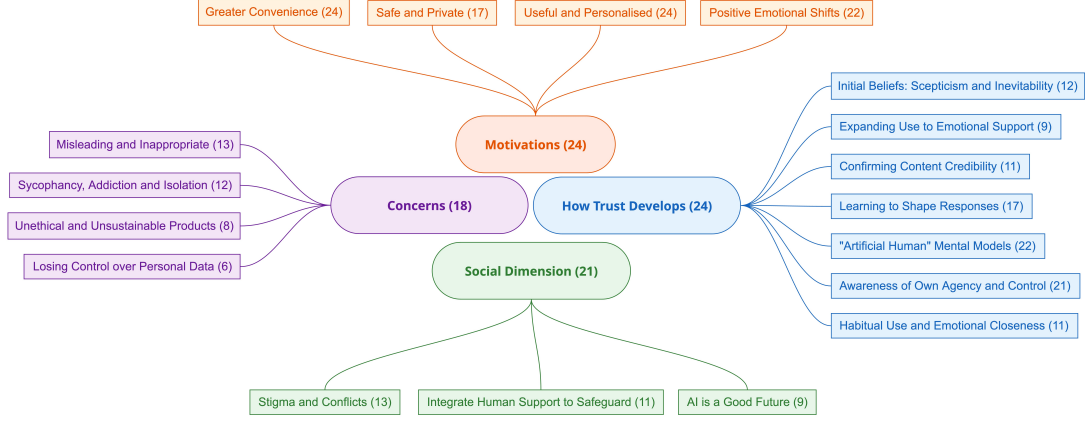 Greater Convenience (24)
Safe and Private (17)
Useful and Personalised (24)
Positive Emotional Shifts (22)
Motivations (24)
Misleading and Inappropriate (13)
Sycophancy, Addiction and Isolation (12)
Unethical and Unsustainable Products (8)
Losing Control over Personal Data (6)
Concerns (18)
How Trust Develops (24)
Initial Beliefs: Scepticism and Inevitability (12)
Expanding Use to Emotional Support (9)
Confirming Content Credibility (11)
Learning to Shape Responses (17)
"Artificial Human" Mental Models (22)
Awareness of Own Agency and Control (21)
Habitual Use and Emotional Closeness (11)
Social Dimension (21)
Stigma and Conflicts (13)
Integrate Human Support to Safeguard (11)
AI is a Good Future (9)